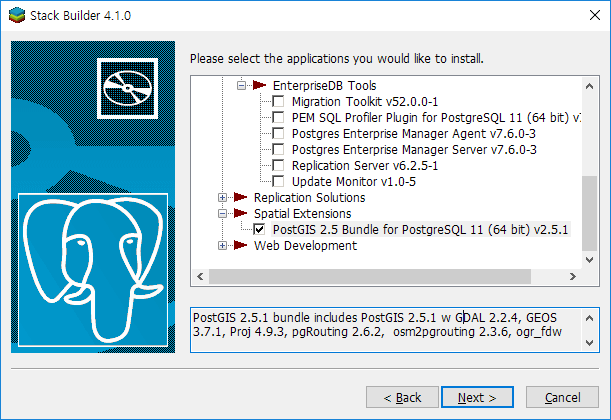 Stack Builder 4.1.0
Please select the applications you would like to install.
EnterpriseDB Tools
Migration Toolkit v52.0.0-1
PEM SQL Profiler Plugin for PostgreSQL 11 (64 bit)
Postgres Enterprise Manager Agent v7.6.0-3
Postgres Enterprise Manager Server v7.6.0-3
Replication Server v6.2.5-1
Update Monitor v1.0-5
Replication Solutions
Spatial Extensions
PostGIS 2.5 Bundle for PostgreSQL 11 (64 bit) v2.5.1
Web Development
PostGIS 2.5.1 bundle includes PostGIS 2.5.1 w GDAL 2.2.4, GEOS
3.7.1, Proj 4.9.3, pgRouting 2.6.2, osm2pgrouting 2.3.6, ogr_fdw
< Back
Next >
Cancel